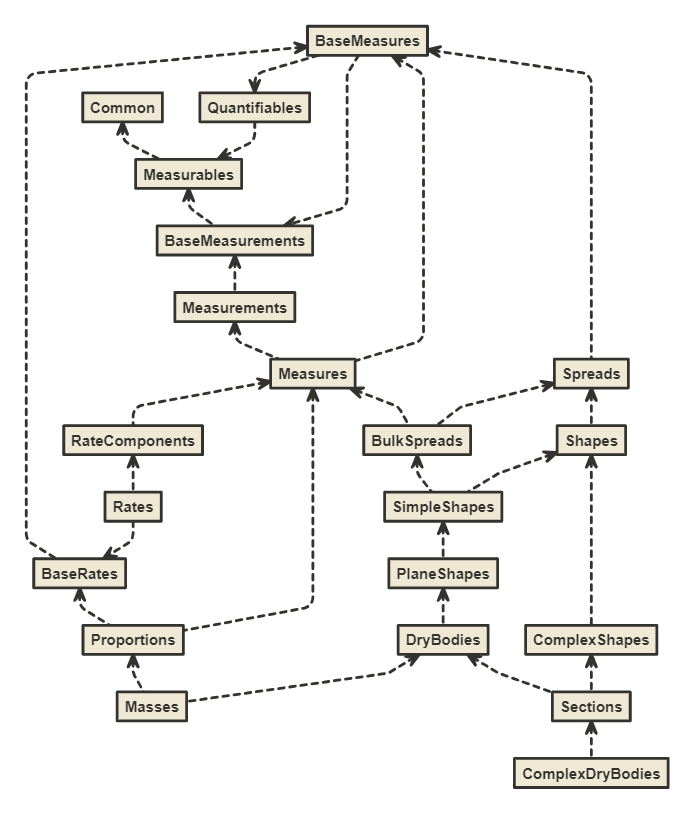 BaseMeasures
Common
Quantifiables
Measurables
BaseMeasurements
Measurements
Measures
Spreads
RateComponents
BulkSpreads
Shapes
Rates
SimpleShapes
BaseRates
PlaneShapes
Proportions
DryBodies
ComplexShapes
Masses
Sections
ComplexDryBodies